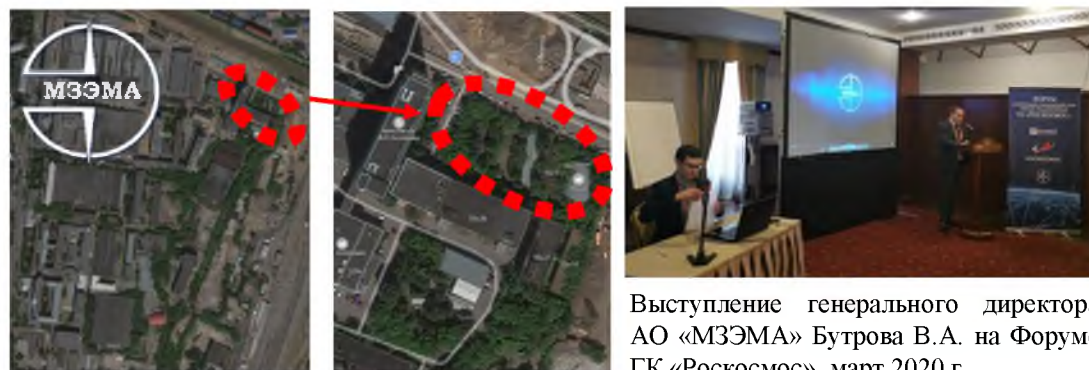 МЗЭМА
Выступление генерального директор
АО «МЗЭМА» Бутрова В.А. на Форум
ГК «Роскосмос», март 2020 г.